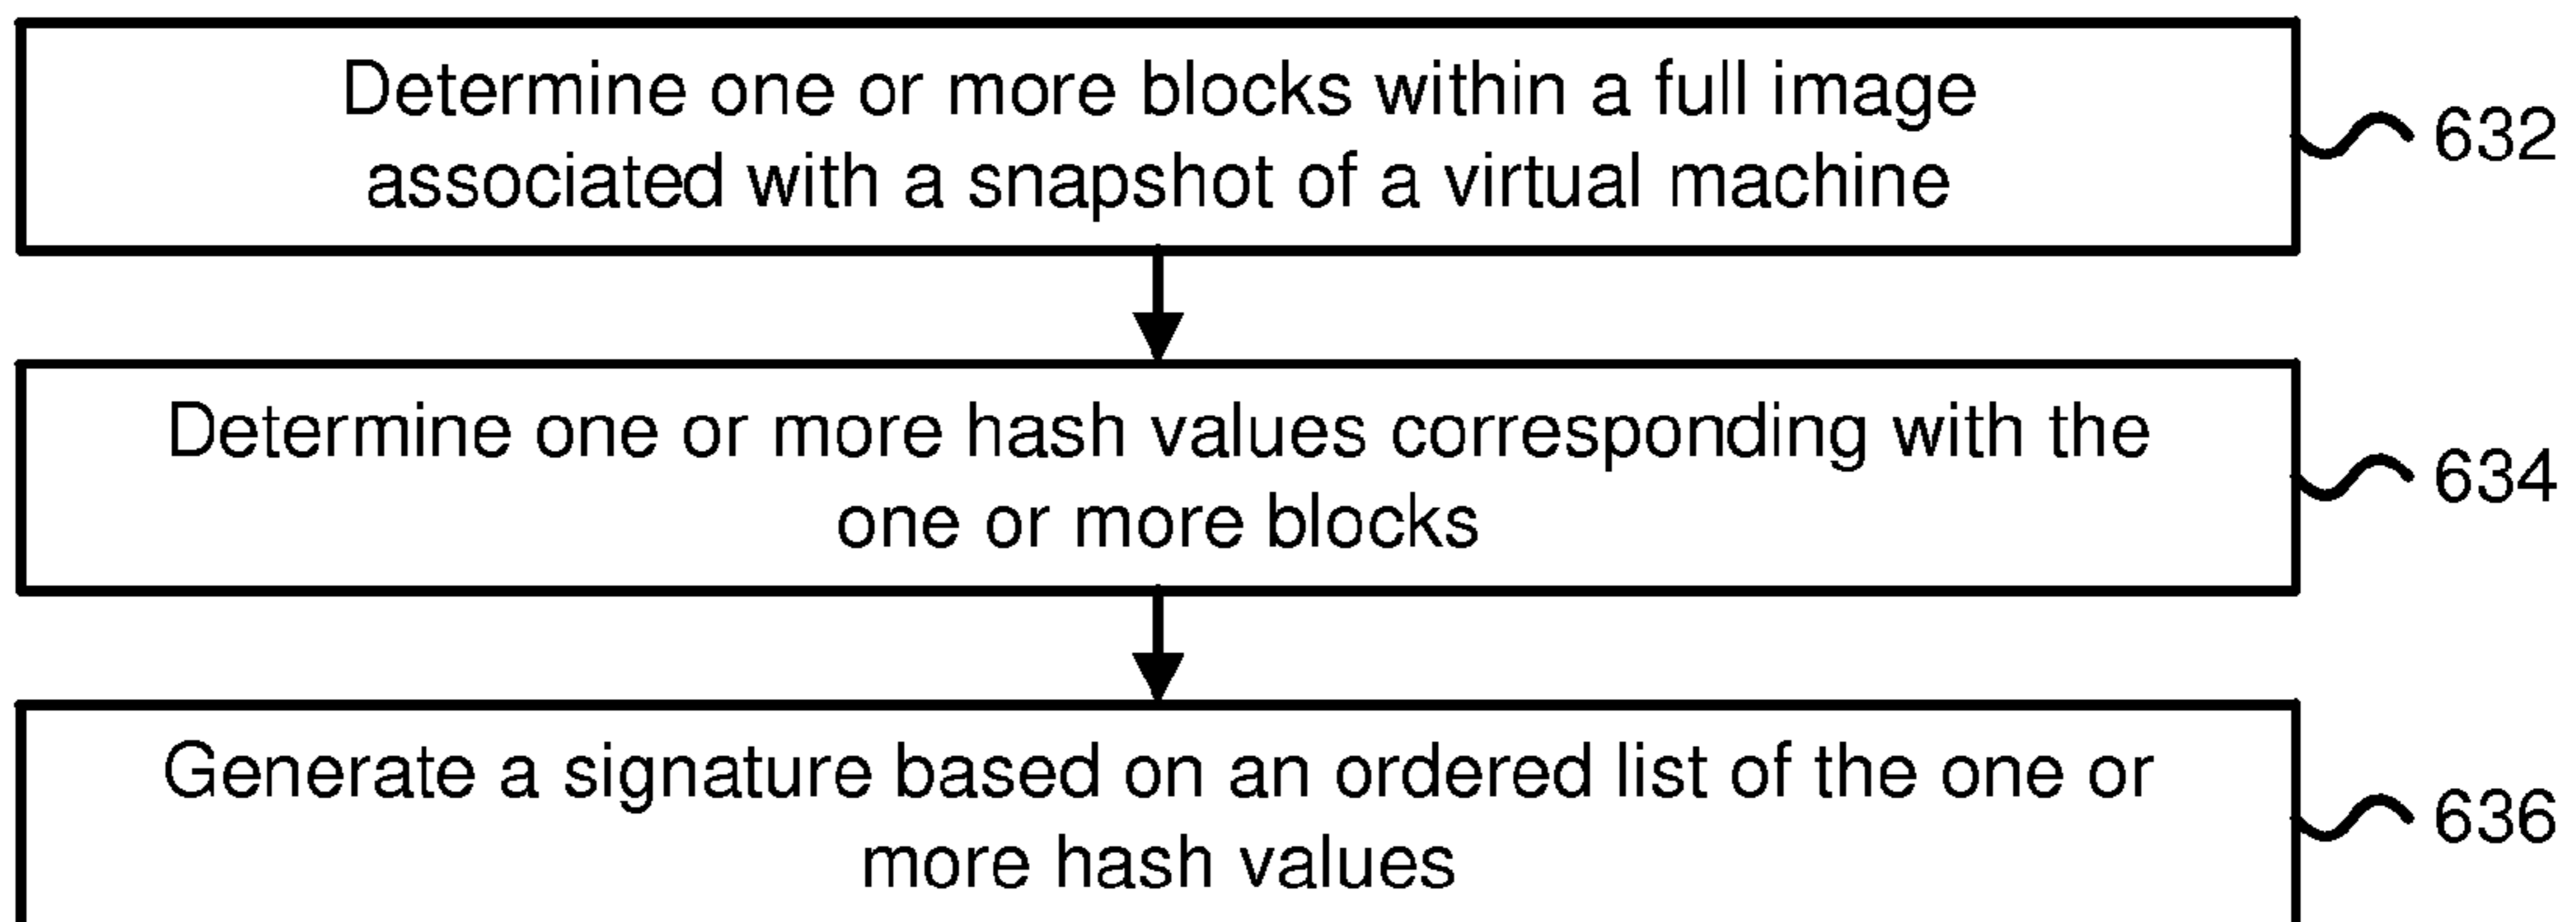 Determine one or more blocks within a full image
associated with a snapshot of a virtual machine
632
Determine one or more hash values corresponding with the
one or more blocks
634
Generate a signature based on an ordered list of the one or
more hash values
636